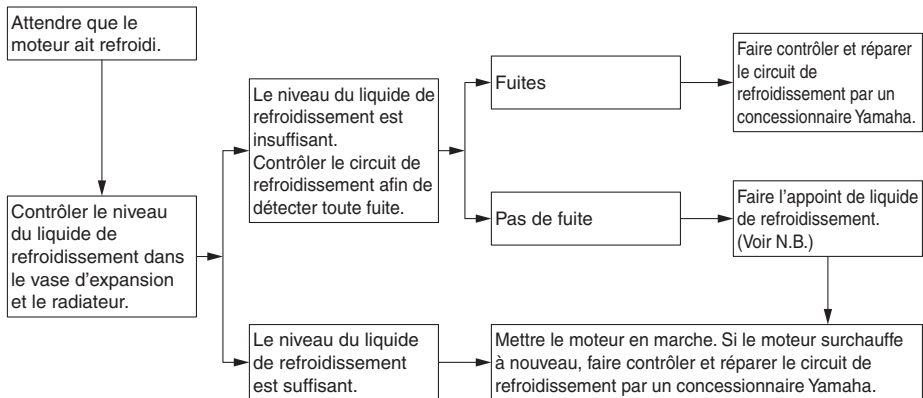 Attendre que le
moteur ait refroidi.
Contrôler le niveau
du liquide de
refroidissement dans
le vase d’expansion
et le radiateur.
Le niveau du liquide de
refroidissement est
insuffisant.
Contrôler le circuit de
refroidissement afin de
détecter toute fuite.
Fuites
Faire contrôler et réparer
le circuit de
refroidissement par un
concessionnaire Yamaha.
Pas de fuite
Faire l’appoint de liquide
de refroidissement.
(Voir N.B.)
Le niveau du liquide
de refroidissement
est suffisant.
Mettre le moteur en marche. Si le moteur surchauffe
à nouveau, faire contrôler et réparer le circuit de
refroidissement par un concessionnaire Yamaha.